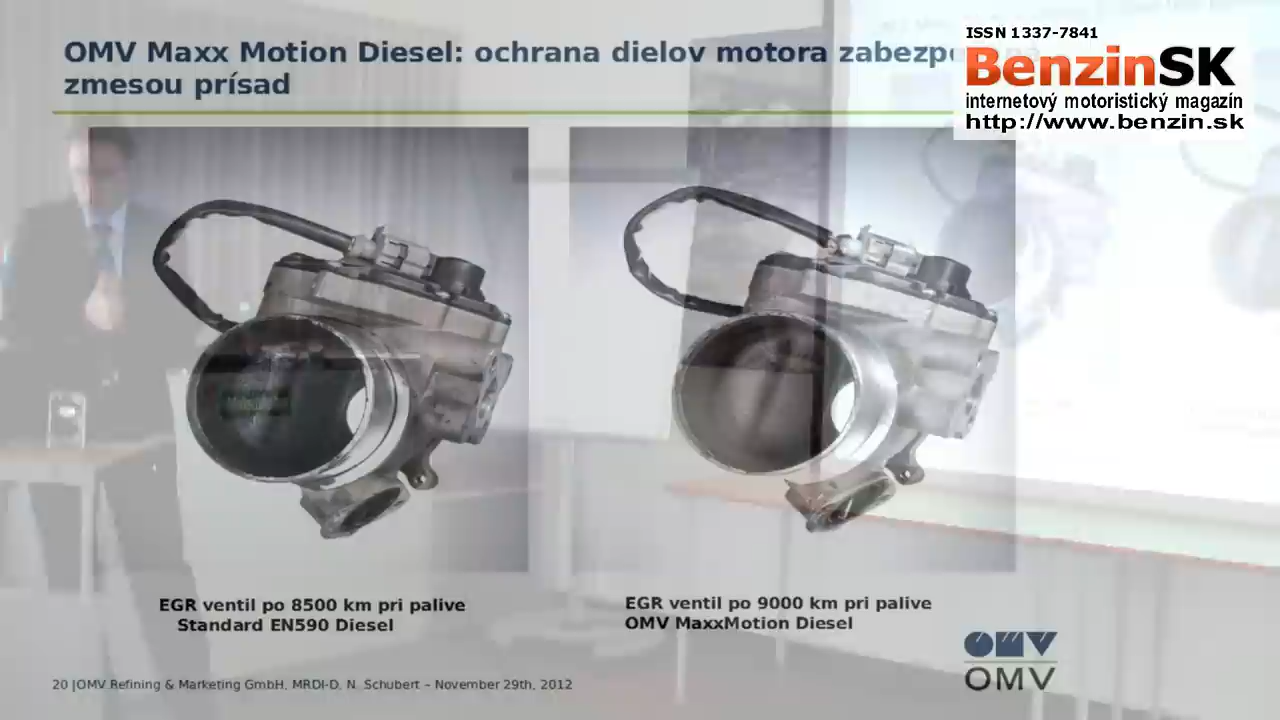 OMV Maxx Motion Diesel: ochrana dielov motora
zmesou prísad
ISSN 1337-7841
BenzinSK
internetový motoristický magazín
http://www.benzin.sk
EGR ventil po 8500 km pri palive
Standard EN590 Diesel
EGR ventil po 9000 km pri palive
OMV MaxxMotion Diesel
OMV
OMV
20 |OMV Refining & Marketing GmbH, MRDI-D, N. Schubert – November 29th, 2012